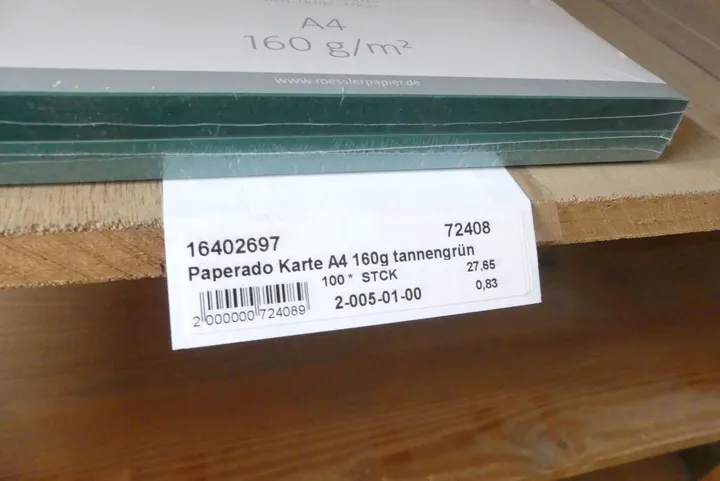 A4
160 g/m²
www.roesslerpapier.de
16402697 72408
Paperado Karte A4 160g tannengrün
100 * STCK 27,65
2-005-01-00 0,83
2 000000 724089